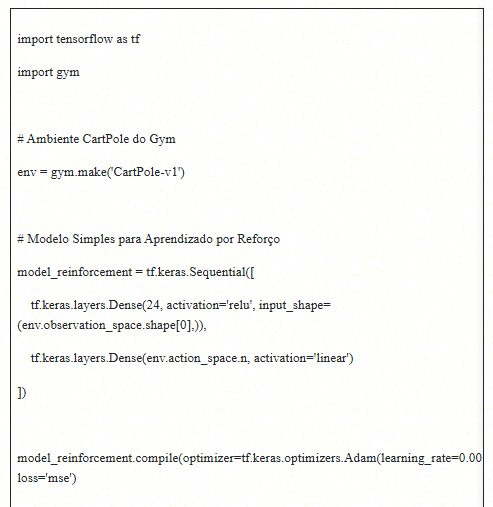 import tensorflow as tf
import gym
# Ambiente CartPole do Gym
env = gym.make('CartPole-v1')
# Modelo Simples para Aprendizado por Reforço
model_reinforcement = tf.keras.Sequential([
tf.keras.layers.Dense(24, activation='relu', input_shape=
(env.observation_space.shape[0],)),
tf.keras.layers.Dense(env.action_space.n, activation='linear')
])
model_reinforcement.compile(optimizer=tf.keras.optimizers.Adam(learning_rate=0.00
loss='mse')